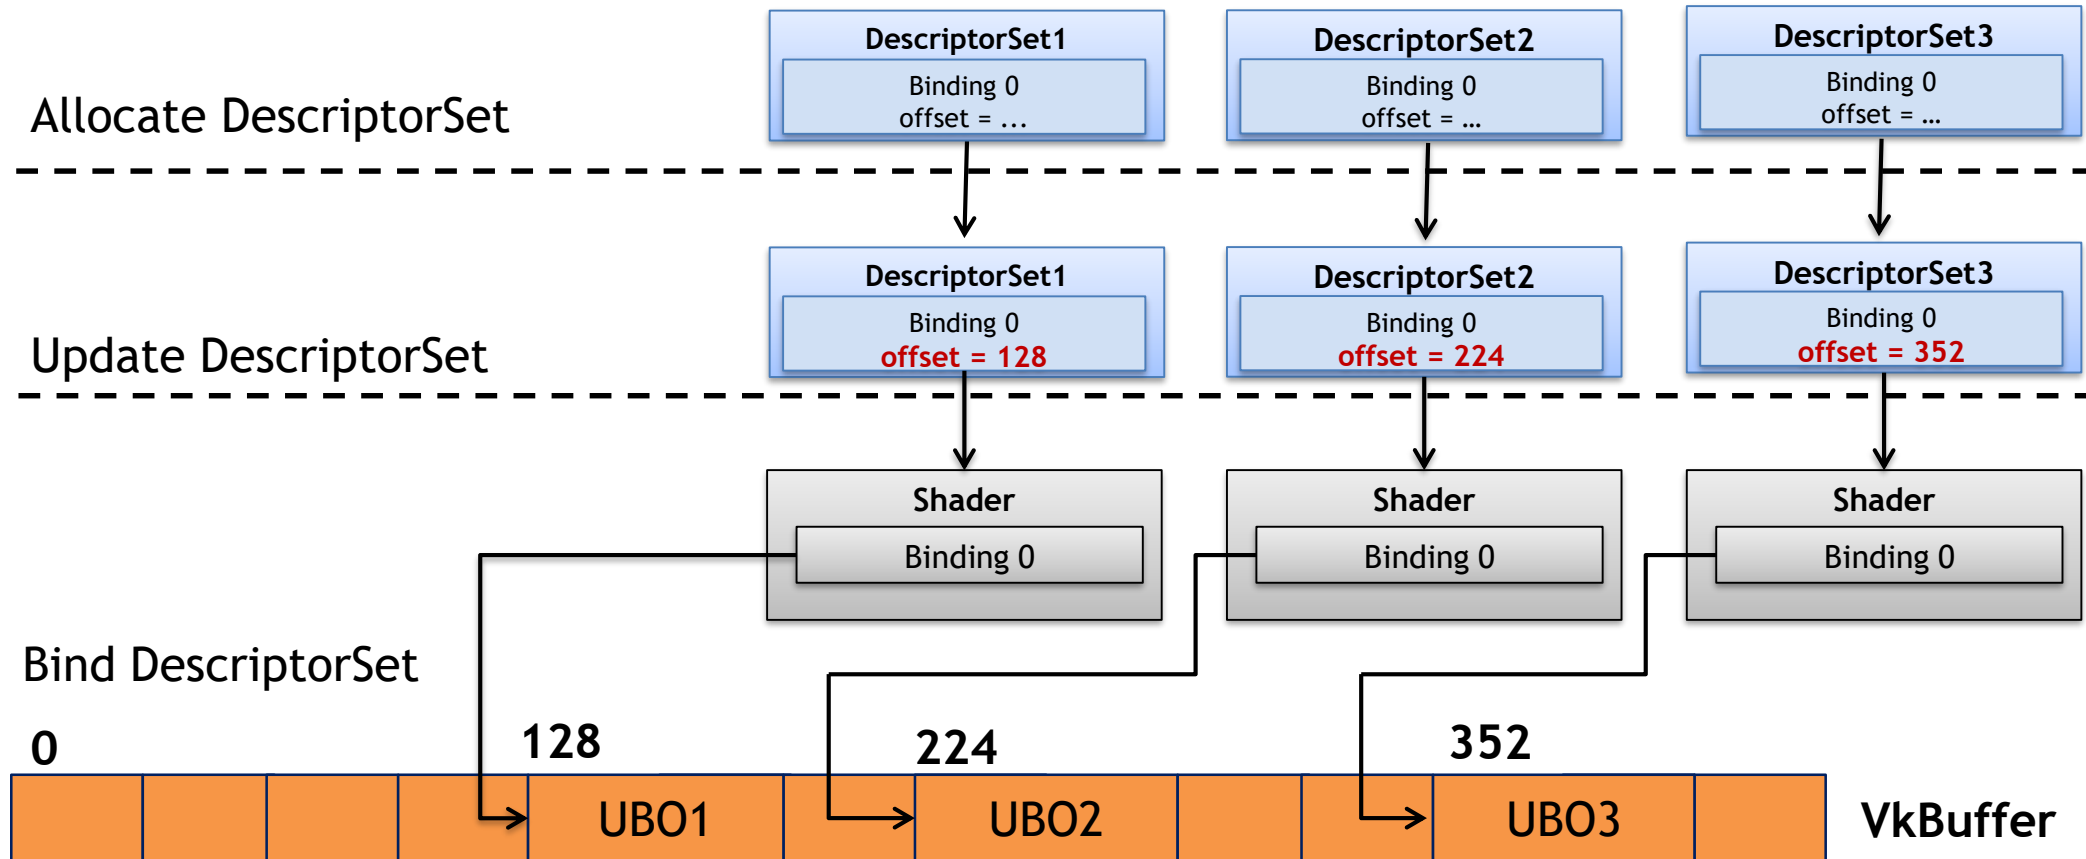 Allocate DescriptorSet
DescriptorSet1
Binding 0
offset = ...
DescriptorSet2
Binding 0
offset = …
DescriptorSet3
Binding 0
offset = …
Update DescriptorSet
DescriptorSet1
Binding 0
offset = 128
DescriptorSet2
Binding 0
offset = 224
DescriptorSet3
Binding 0
offset = 352
Shader
Binding 0
Shader
Binding 0
Shader
Binding 0
Bind DescriptorSet
0
128
224
352
UBO1
UBO2
UBO3
VkBuffer